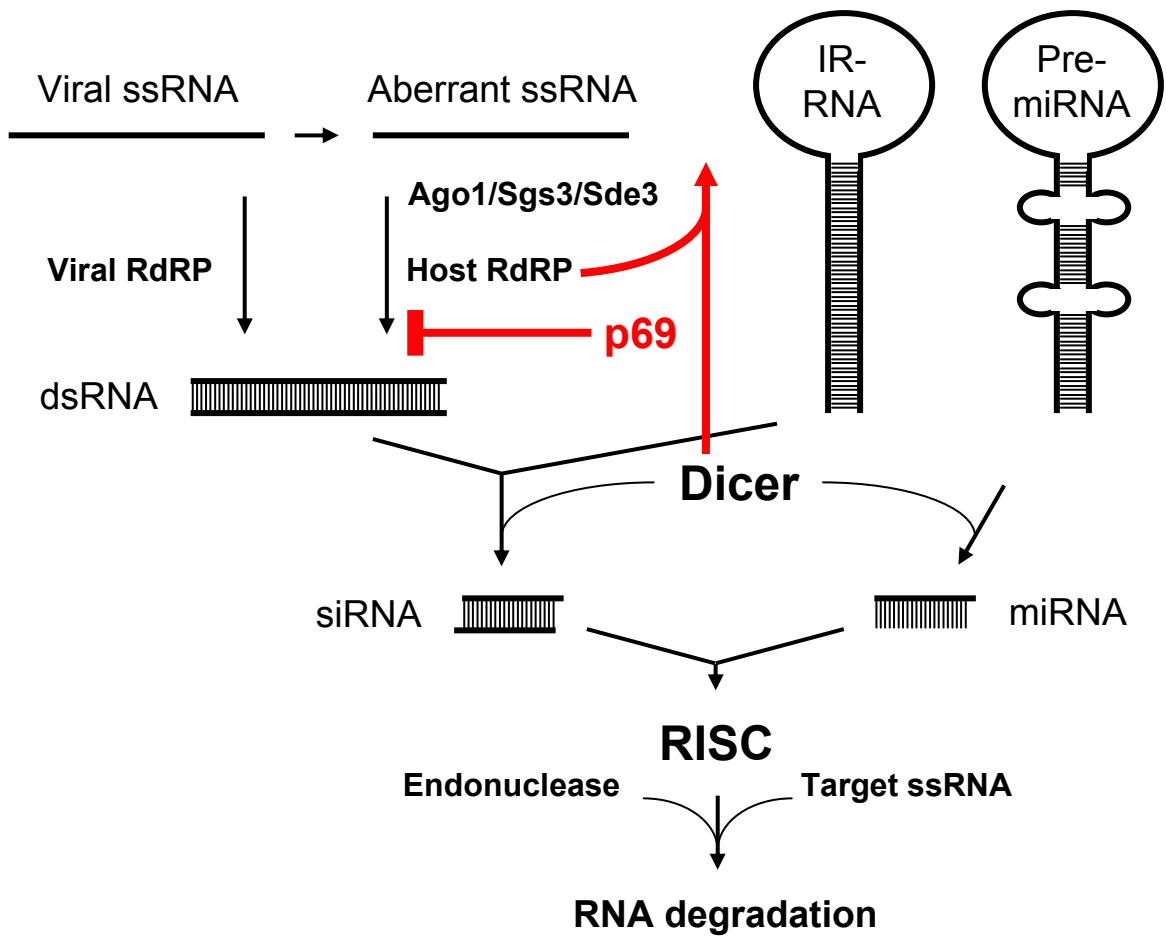 Viral ssRNA
Aberrant ssRNA
IR-
RNA
Pre-
miRNA
Ago1/Sgs3/Sde3
Viral RdRP
Host RdRP
p69
dsRNA
Dicer
siRNA
miRNA
RISC
Endonuclease
Target ssRNA
RNA degradation